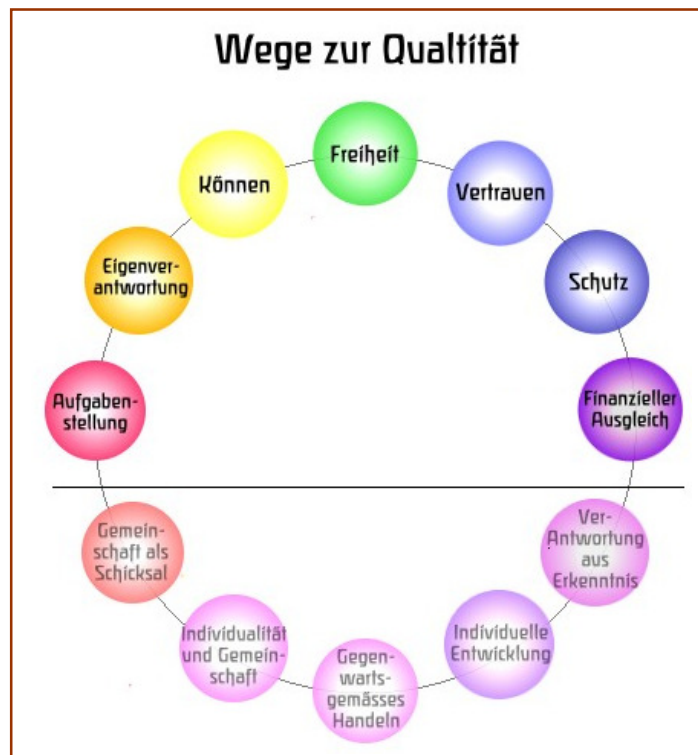 Wege zur Qualtität
Freiheit
Können
Vertrauen
Eigenver-
antwortung
Schutz
Aufgaben-
stellung
Finanzieller
Ausgleich
Gemein-
schaft als
Schicksal
Ver-
Antwortung
aus
Erkenntnis
Individualität
und Gemein-
schaft
Individuelle
Entwicklung
Gegen-
warts-
gemässes
Handeln